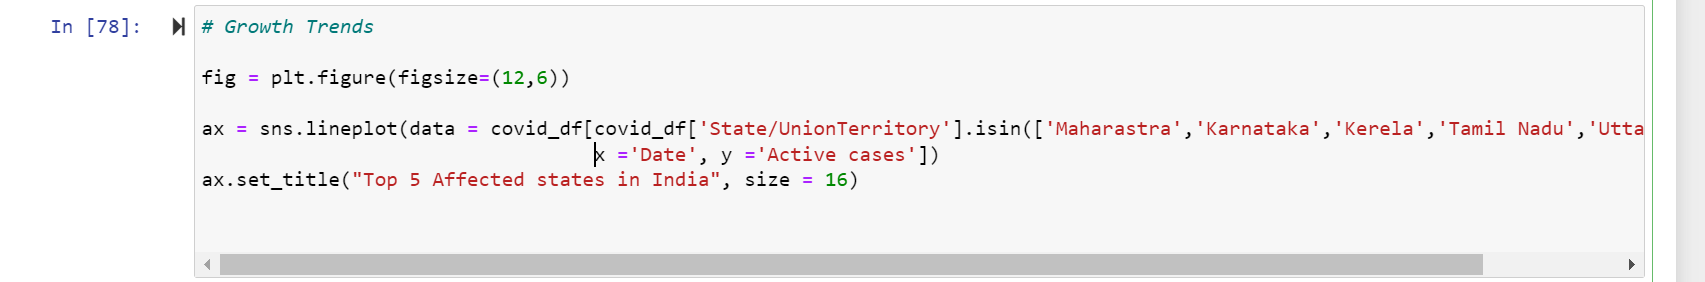 In [78]:
# Growth Trends
fig = plt.figure(figsize=(12,6))
ax = sns.lineplot(data = covid_df[covid_df['State/UnionTerritory'].isin(['Maharastra','Karnataka','Kerela','Tamil Nadu','Utta
x ='Date', y ='Active cases'])
ax.set_title("Top 5 Affected states in India", size = 16)